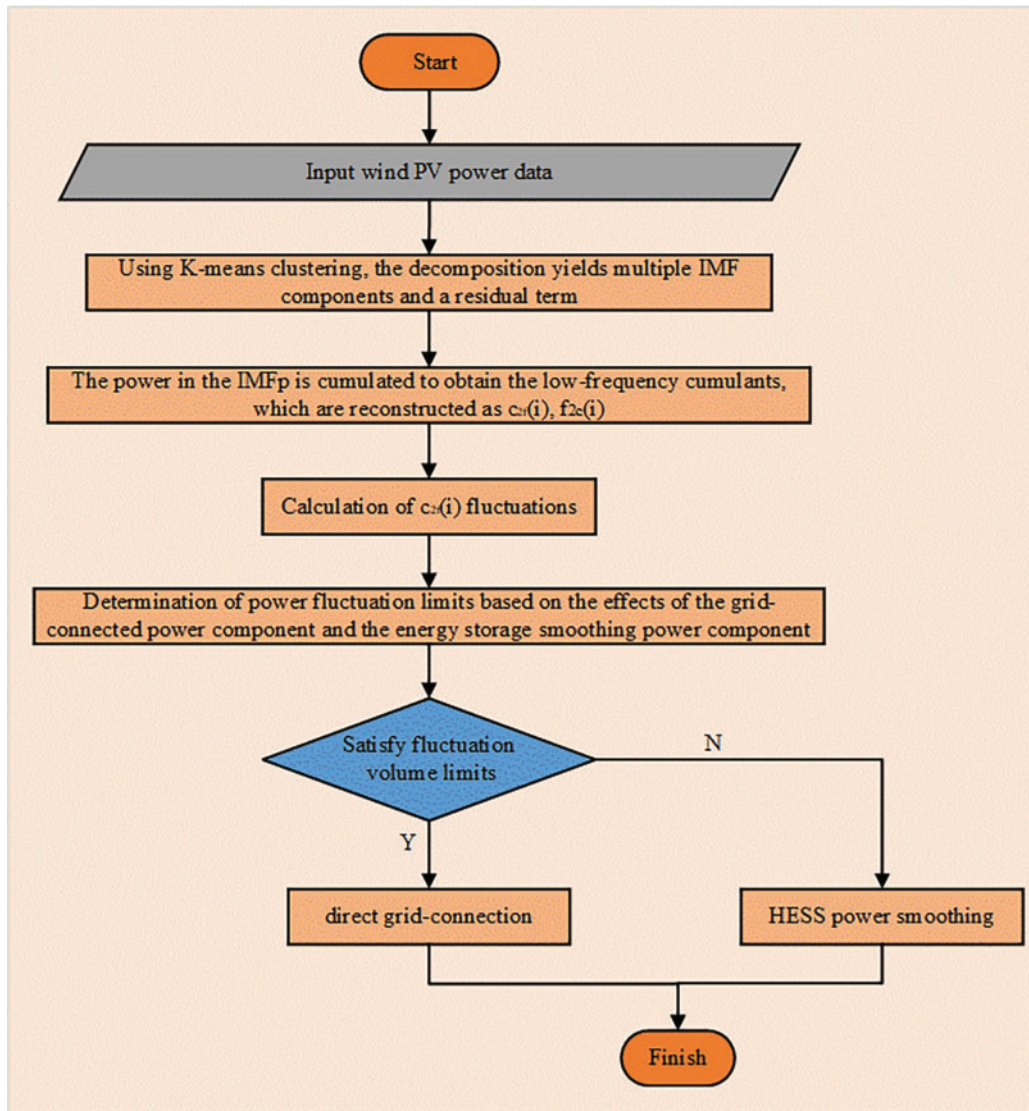 Start
Input wind PV power data
Using K-means clustering, the decomposition yields multiple IMF
components and a residual term
The power in the IMFp is cumulated to obtain the low-frequency cumulants,
which are reconstructed as c₂f(i), f2c(i)
Calculation of c₂f(i) fluctuations
Determination of power fluctuation limits based on the effects of the grid-
connected power component and the energy storage smoothing power component
Satisfy fluctuation
volume limits
N
Y
direct grid-connection
HESS power smoothing
Finish